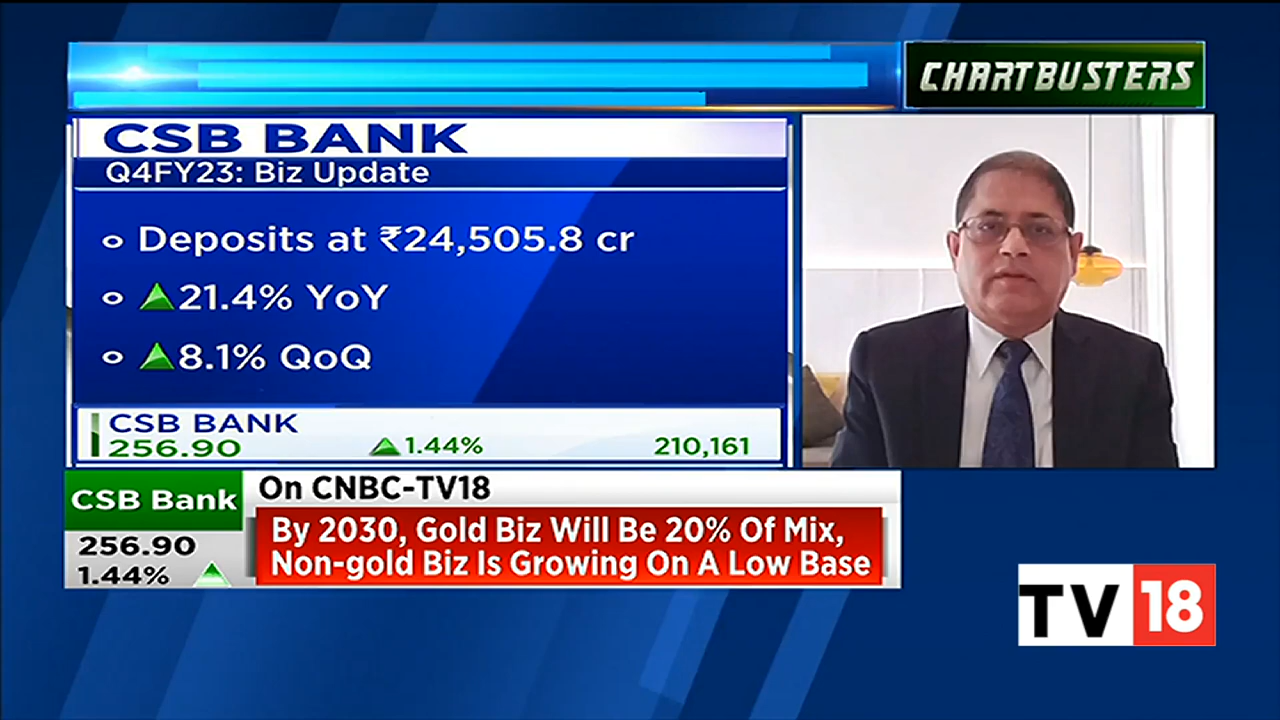 CHARTBUSTERS
CSB BANK
Q4FY23: Biz Update
Deposits at ₹24,505.8 cr
▲21.4% YoY
▲8.1% QoQ
CSB BANK
256.90 ▲1.44% 210,161
CSB Bank
256.90
1.44% ▲
On CNBC-TV18
By 2030, Gold Biz Will Be 20% Of Mix,
Non-gold Biz Is Growing On A Low Base
TV18